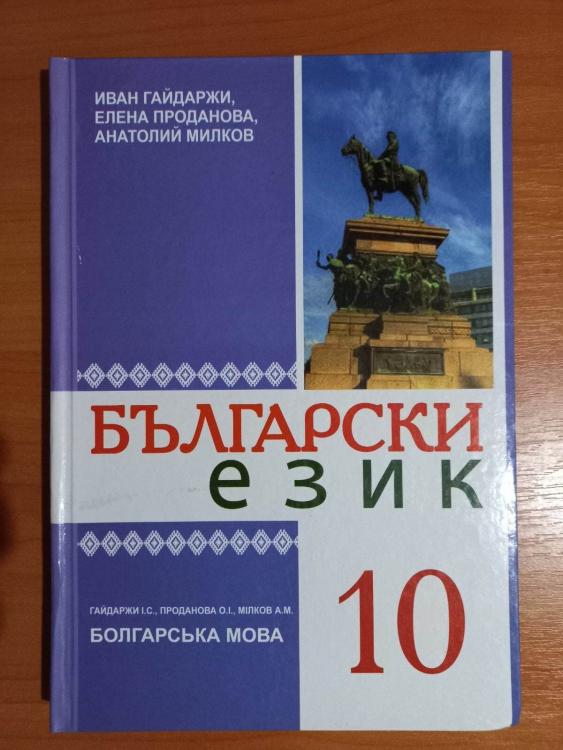 ИВАН ГАЙДАРЖИ,
ЕЛЕНА ПРОДАНОВА,
АНАТОЛИЙ МИЛКОВ
БЪЛГАРСКИ
език
10
ГАЙДАРЖИ І.С., ПРОДАНОВА О.І., МІЛКОВ А.М.
БОЛГАРСЬКА МОВА